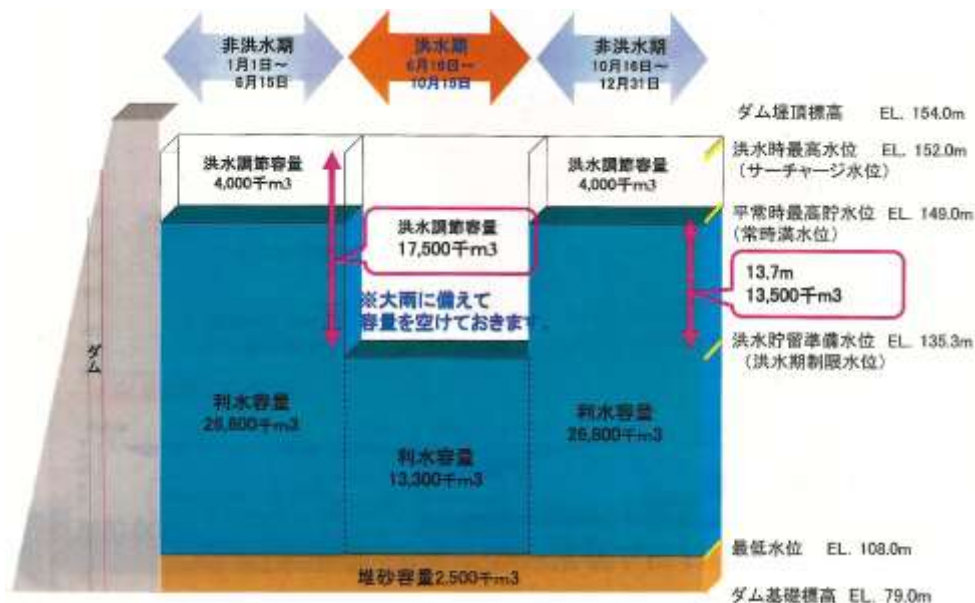 非洪水期
1月1日～
6月15日
洪水期
6月16日～
10月15日
非洪水期
10月16日～
12月31日
ダム堤頂標高 EL. 154.0m
洪水時最高水位 EL. 152.0m
(サーチャージ水位)
平常時最高貯水位 EL. 149.0m
(常時満水位)
洪水調節容量
4,000千m3
洪水調節容量
17,500千m3
洪水調節容量
4,000千m3
13.7m
13,500千m3
※大雨に備えて
容量を空けておきます。
洪水貯留準備水位 EL. 135.3m
(洪水期制限水位)
ダム
利水容量
26,800千m3
利水容量
13,300千m3
利水容量
26,800千m3
最低水位 EL. 108.0m
堆砂容量2,500千m3
ダム基礎標高 EL. 79.0m